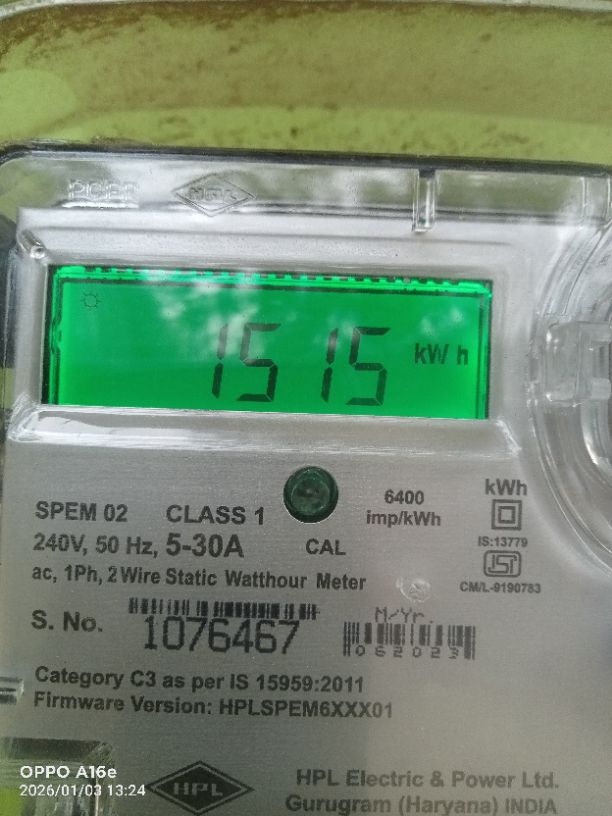 HPL
1515 kWh
SPEM 02 CLASS 1
6400 imp/kWh
kWh
240V, 50 Hz, 5-30A
CAL
IS:13779
ac, 1Ph, 2 Wire Static Watthour Meter
ISI
CM/L-9190783
S. No. 1076467
M/Yr.
062023
Category C3 as per IS 15959:2011
Firmware Version: HPLSPEM6XXX01
HPL
HPL Electric & Power Ltd.
Gurugram (Haryana) INDIA
OPPO A16e
2026/01/03 13:24